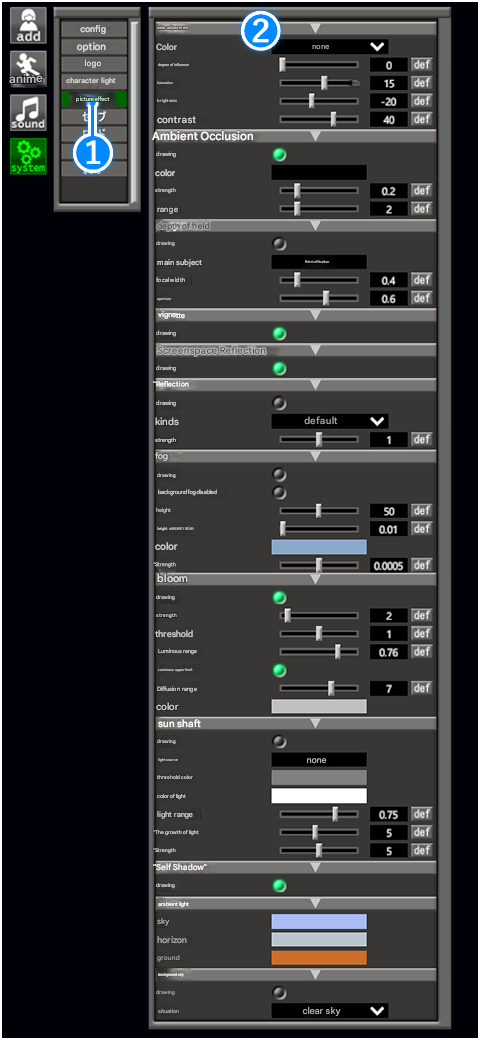 add
anime
sound
system
config
option
logo
character light
picture effect
セーブ
1
2
Color none
degree of influence 0 def
Saturation 15 def
brightness -20 def
contrast 40 def
Ambient Occlusion
drawing
color
strength 0.2 def
range 2 def
depth of field
drawing
main subject
focal width 0.4 def
aperture 0.6 def
vignette
drawing
Screenspace Reflection
drawing
"Reflection
drawing
kinds default
strength 1 def
fog
drawing
background fog disabled
height 50 def
0.01 def
color
"Strength 0.0005 def
bloom
drawing
strength 2 def
threshold 1 def
Luminous range 0.76 def
Luminous upper limit
Diffusion range 7 def
color
sun shaft
drawing
light source none
threshold color
color of light
light range 0.75 def
"The growth of light 5 def
"Strength 5 def
"Self Shadow"
drawing
ambient light
sky
horizon
ground
background sky
drawing
situation clear sky